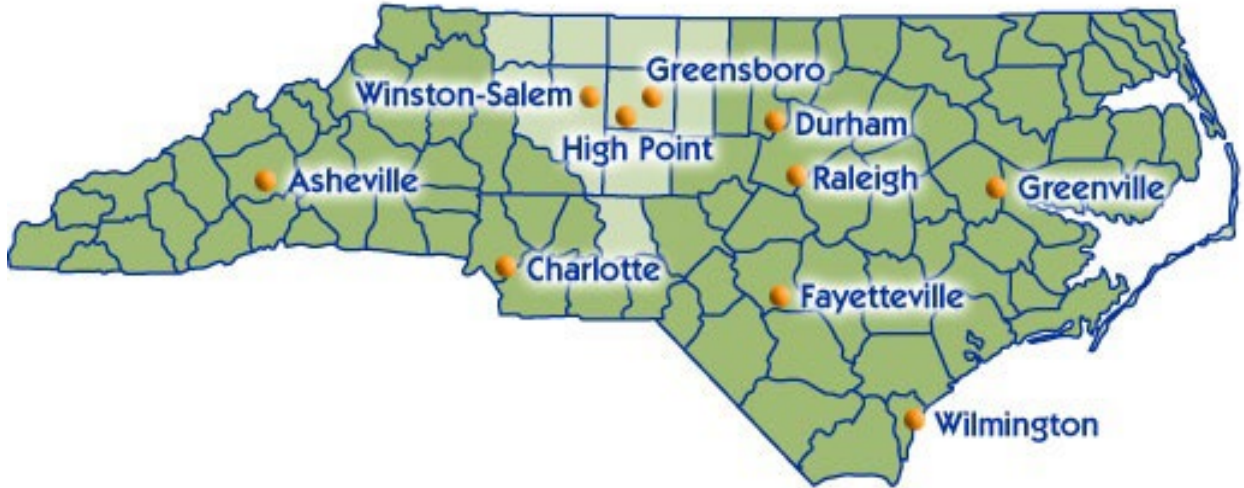 Greensboro
Winston-Salem
Durham
High Point
Raleigh
Asheville
Greenville
Charlotte
Fayetteville
Wilmington